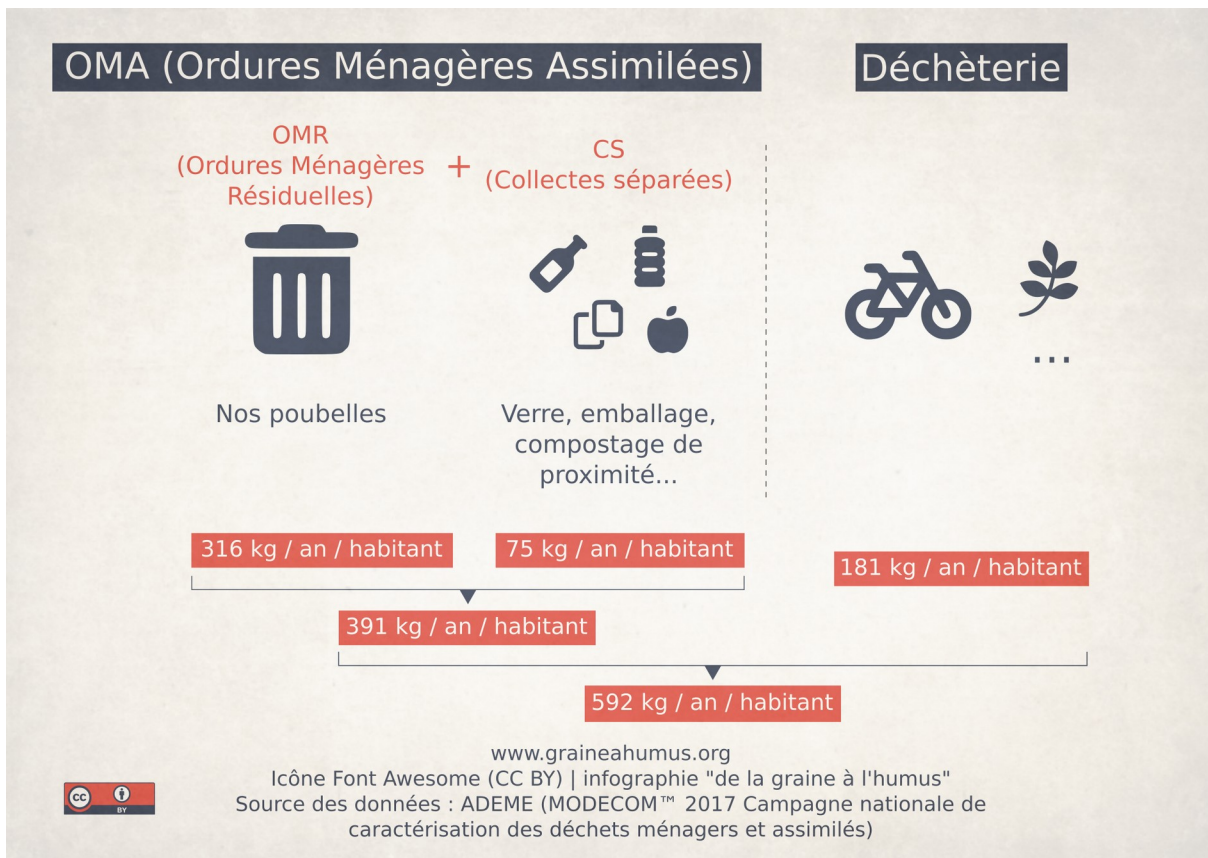 OMA (Ordures Ménagères Assimilées)
Déchèterie
OMR
(Ordures Ménagères
Résiduelles)
+
CS
(Collectes séparées)
Nos poubelles
Verre, emballage,
compostage de
proximité...
...
316 kg / an / habitant
75 kg / an / habitant
181 kg / an / habitant
391 kg / an / habitant
592 kg / an / habitant
www.graineahumus.org
Icône Font Awesome (CC BY) | infographie "de la graine à l'humus"
Source des données : ADEME (MODECOM™ 2017 Campagne nationale de
caractérisation des déchets ménagers et assimilés)
cc
BY